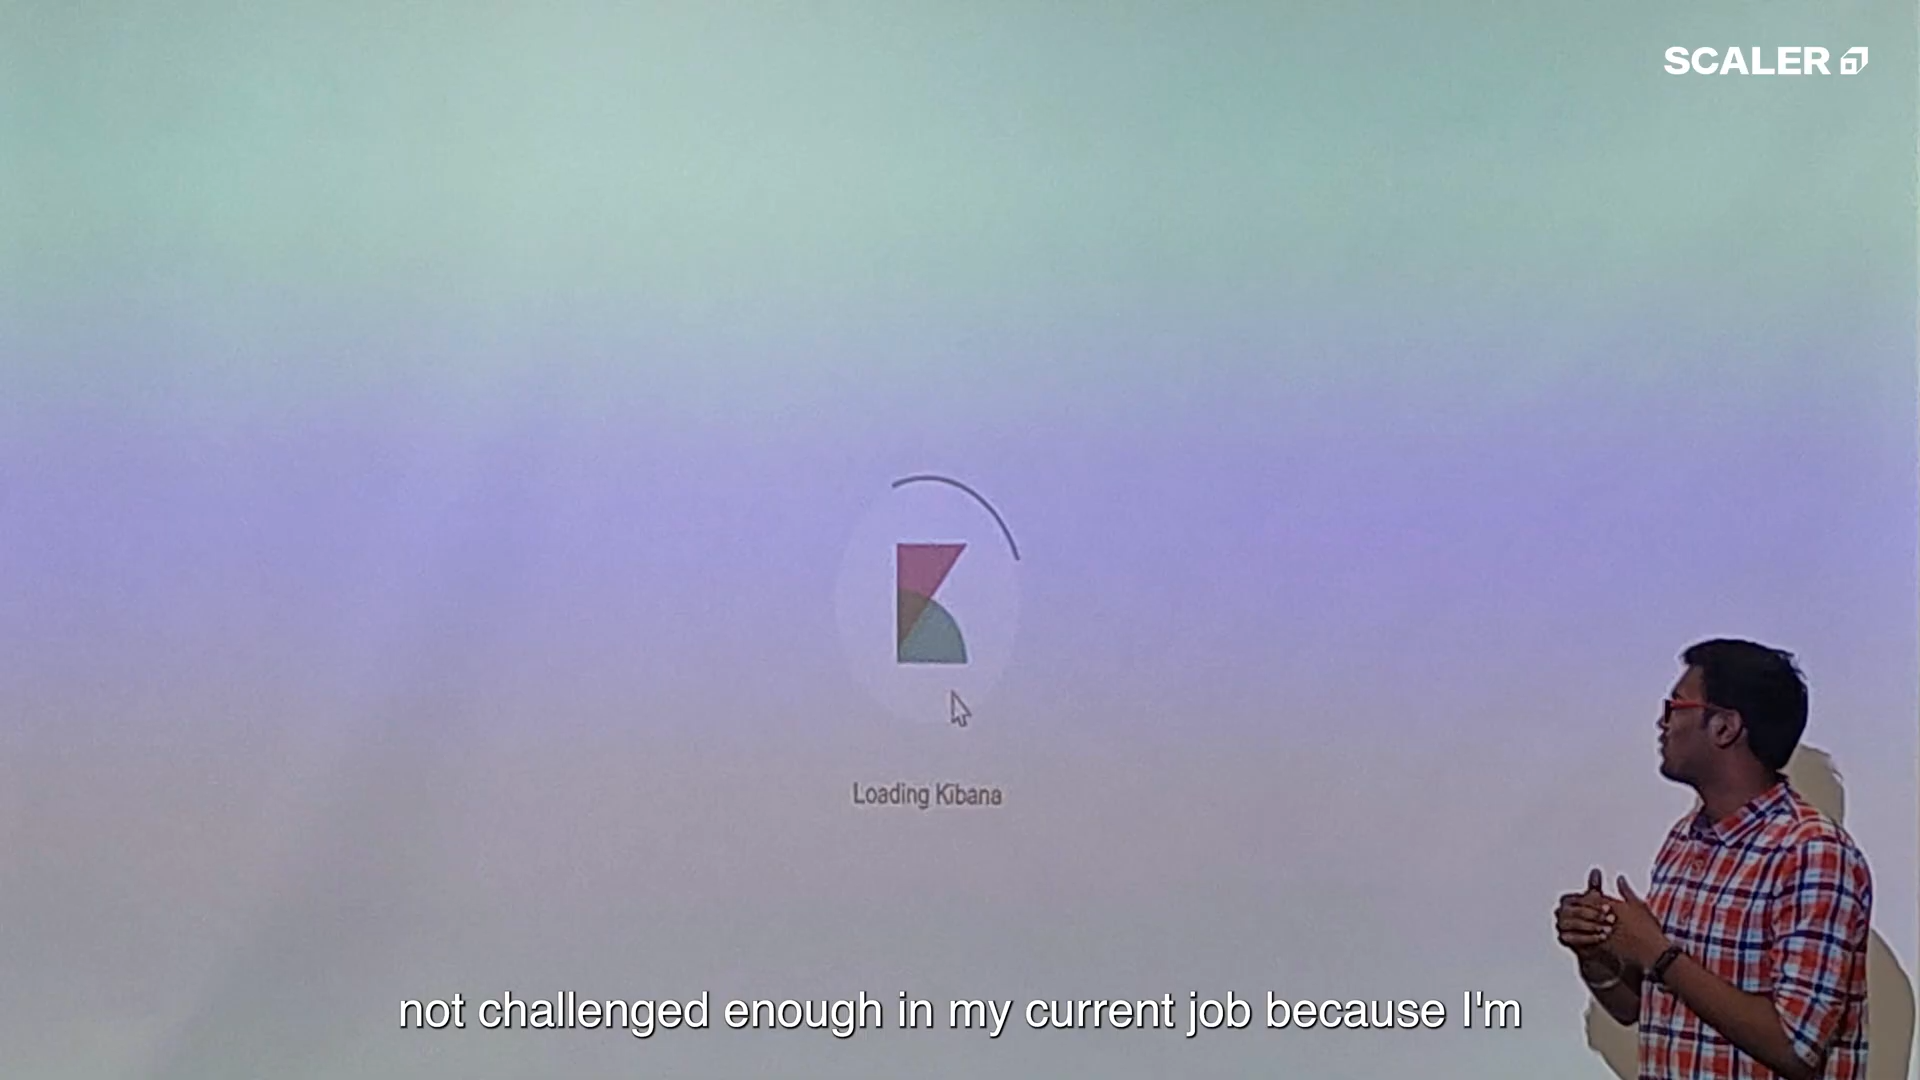 SCALER
Loading Kibana
not challenged enough in my current job because I'm